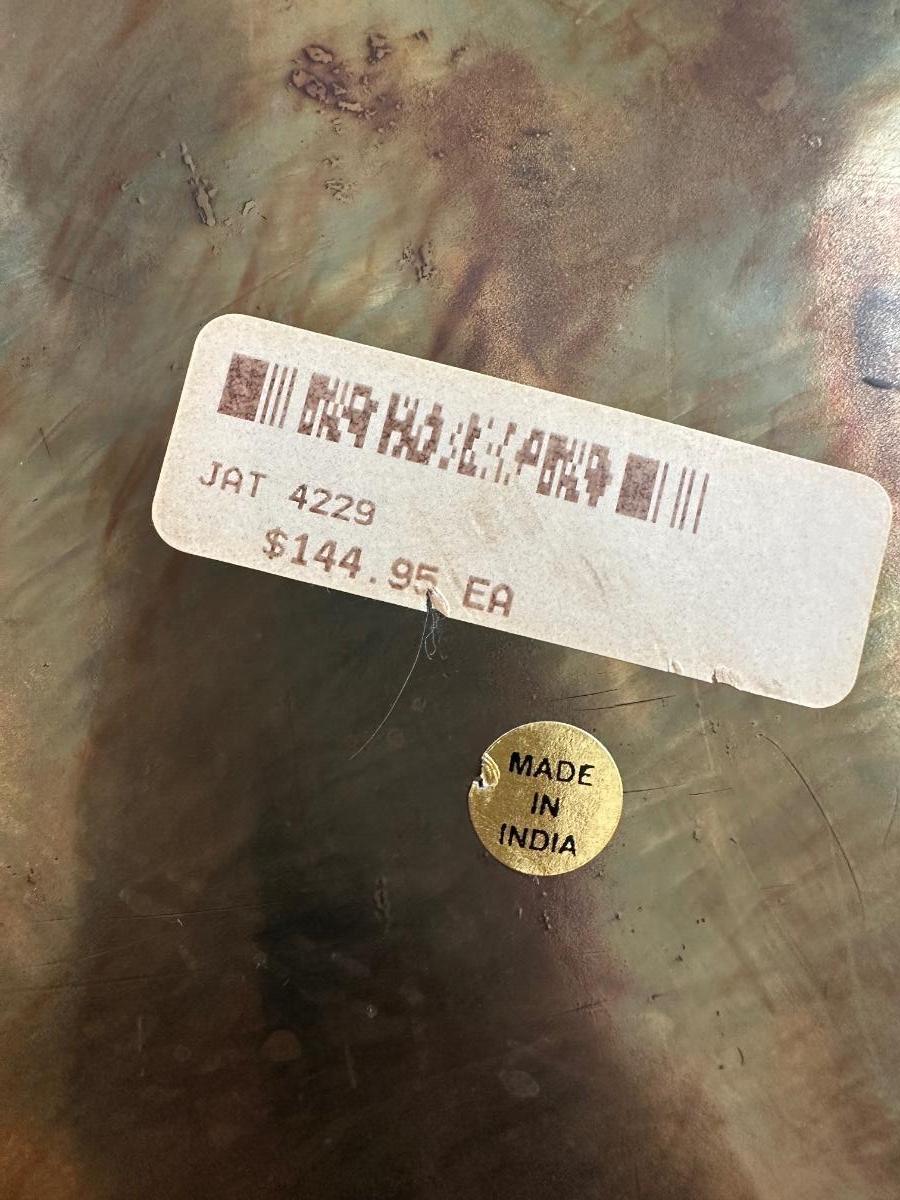 JAT 4229
$144.95 EA
MADE
IN
INDIA